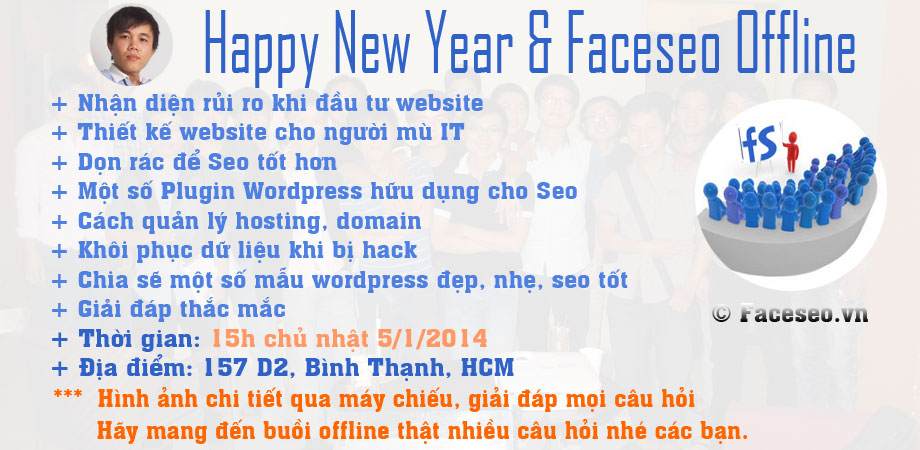 Happy New Year & Faceseo Offline
+ Nhận diện rủi ro khi đầu tư website
+ Thiết kế website cho người mù IT
+ Dọn rác để Seo tốt hơn
+ Một số Plugin Wordpress hữu dụng cho Seo
+ Cách quản lý hosting, domain
+ Khôi phục dữ liệu khi bị hack
+ Chia sẽ một số mẫu wordpress đẹp, nhẹ, seo tốt
+ Giải đáp thắc mắc
+ Thời gian: 15h chủ nhật 5/1/2014
+ Địa điểm: 157 D2, Bình Thạnh, HCM
*** Hình ảnh chi tiết qua máy chiếu, giải đáp mọi câu hỏi
Hãy mang đến buổi offline thật nhiều câu hỏi nhé các bạn.
fS
© Faceseo.vn